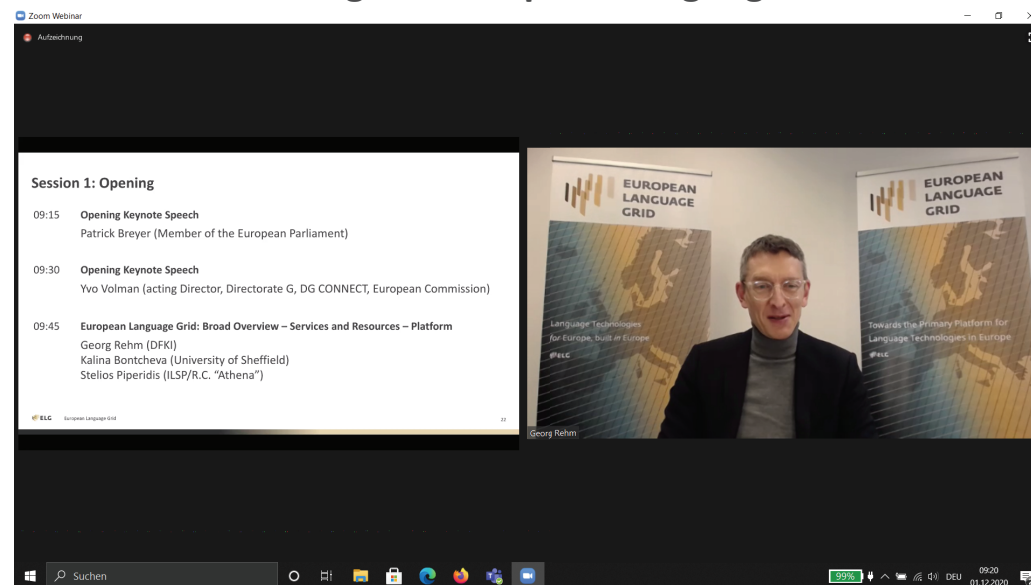 Zoom Webinar
Aufzeichnung
Session 1: Opening
09:15 Opening Keynote Speech
Patrick Breyer (Member of the European Parliament)
09:30 Opening Keynote Speech
Yvo Volman (acting Director, Directorate G, DG CONNECT, European Commission)
09:45 European Language Grid: Broad Overview – Services and Resources – Platform
Georg Rehm (DFKI)
Kalina Bontcheva (University of Sheffield)
Stelios Piperidis (ILSP/R.C. “Athena”)
ELG European Language Grid 22
EUROPEAN
LANGUAGE
GRID
Language Technologies
for Europe, built in Europe
#ELG
EUROPEAN
LANGUAGE
GRID
Towards the Primary Platform for
Language Technologies in Europe
#ELG
Georg Rehm
Suchen
99% DEU 09:20
01.12.2020